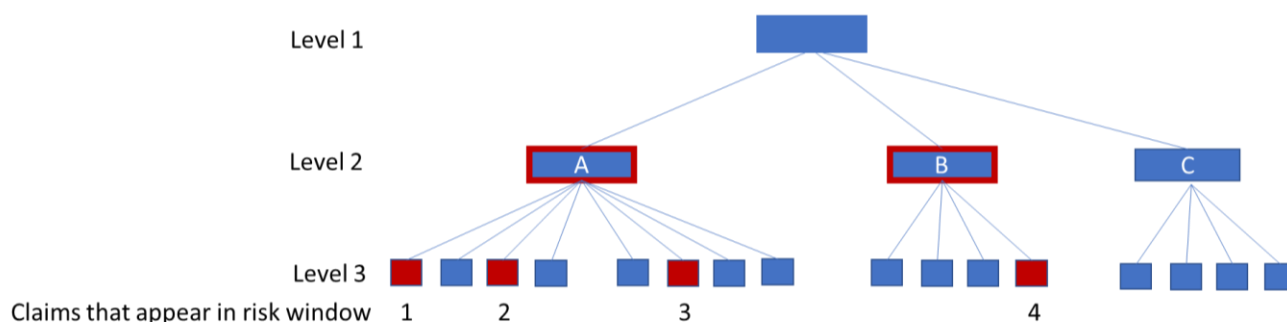 Level 1
Level 2 A B C
Level 3
Claims that appear in risk window 1 2 3 4